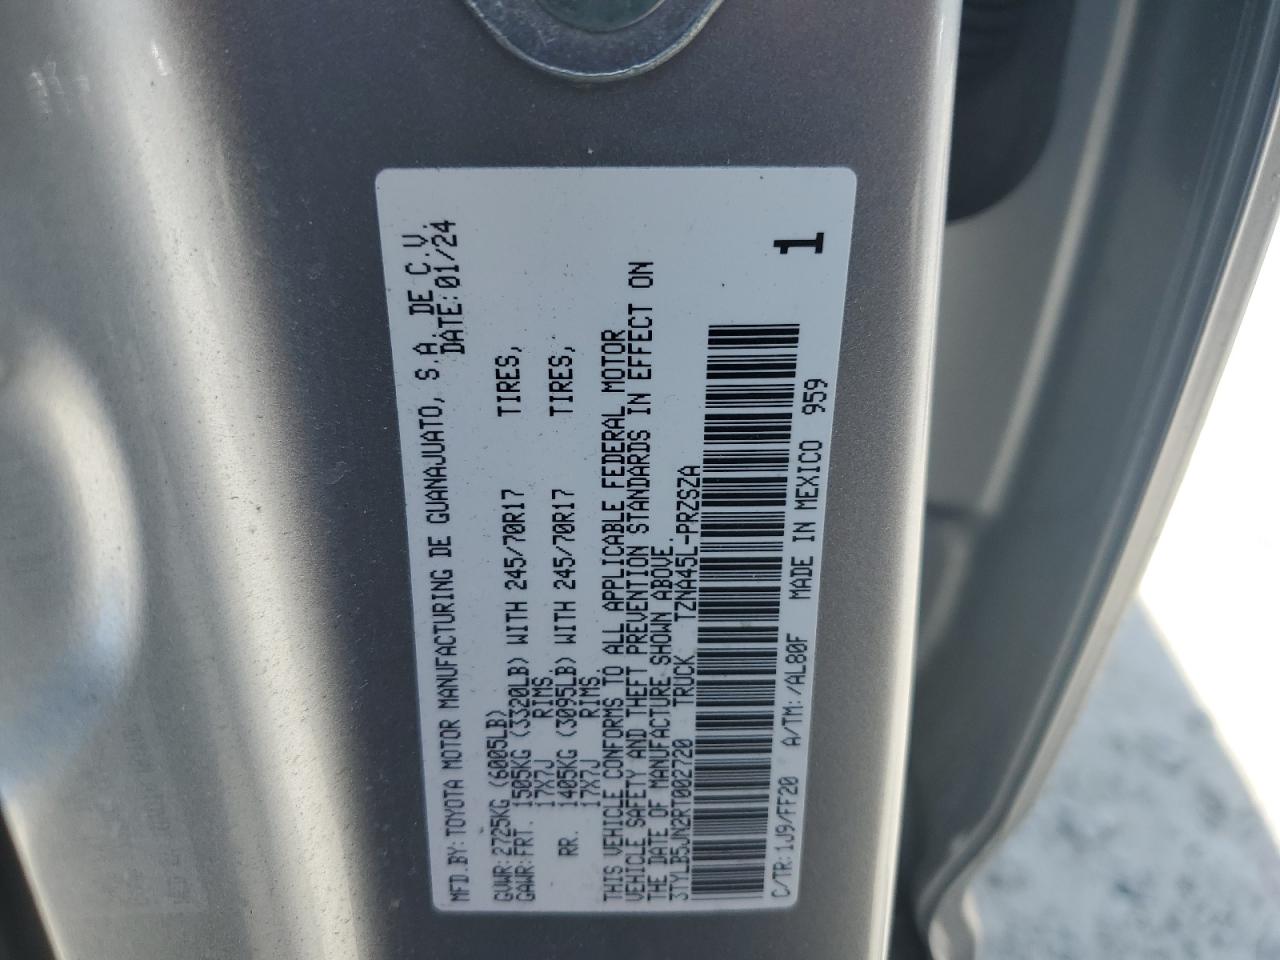 MFD.BY:TOYOTA MOTOR MANUFACTURING DE GUANAJUATO, S.A. DE C.V.
DATE:01/24
GVWR:2725KG (6005LB)
GAWR:FRT. 1505KG (3320LB) WITH 245/70R17 TIRES,
17X7J RIMS.
RR. 1405KG (3095LB) WITH 245/70R17 TIRES,
17X7J RIMS.
THIS VEHICLE CONFORMS TO ALL APPLICABLE FEDERAL MOTOR
VEHICLE SAFETY AND THEFT PREVENTION STANDARDS IN EFFECT ON
THE DATE OF MANUFACTURE SHOWN ABOVE.
3TYLB5JN2RT002720 TRUCK TZNA45L-PRZSZA
1
C/TR:1J9/FF20 A/TM:/AL80F MADE IN MEXICO 959